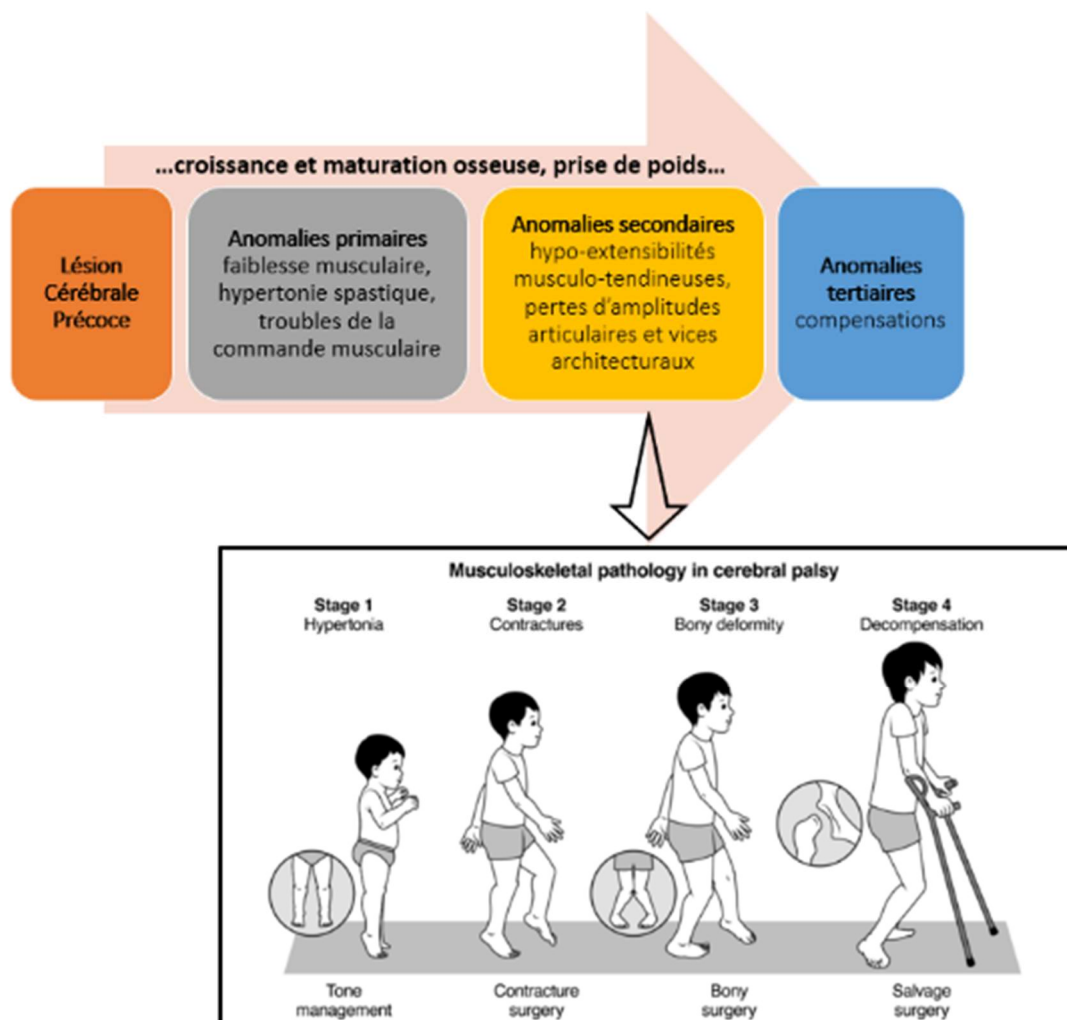 ...croissance et maturation osseuse, prise de poids...
Lésion
Cérébrale
Précoce
Anomalies primaires
faiblesse musculaire,
hypertonie spastique,
troubles de la
commande musculaire
Anomalies secondaires
hypo-extensibilités
musculo-tendineuses,
pertes d'amplitudes
articulaires et vices
architecturaux
Anomalies
tertiaires
compensations
Musculoskeletal pathology in cerebral palsy
Stage 1
Hypertonia
Stage 2
Contractures
Stage 3
Bony deformity
Stage 4
Decompensation
Tone
management
Contracture
surgery
Bony
surgery
Salvage
surgery